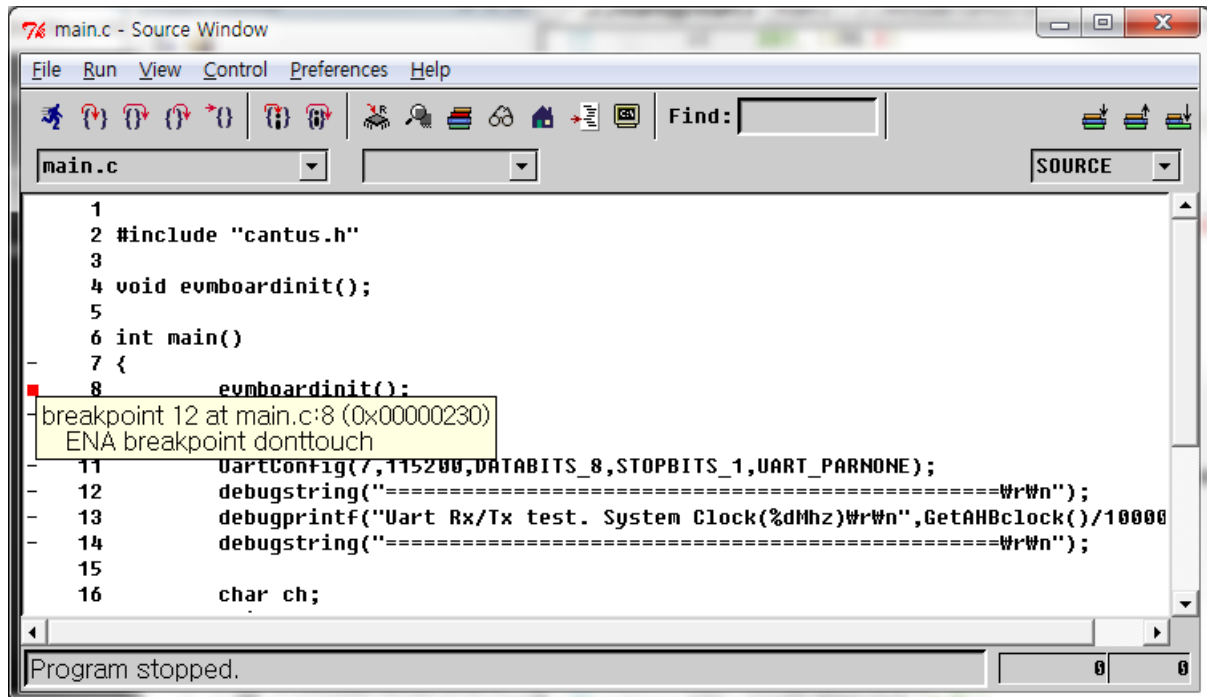 main.c - Source Window
File Run View Control Preferences Help
Find:
main.c
SOURCE
1
2 #include "cantus.h"
3
4 void evmboardinit();
5
6 int main()
- 7 {
8 evmboardinit();
breakpoint 12 at main.c:8 (0x00000230)
ENA breakpoint donttouch
- 11 UartConfig(7,115200,DATABITS_8,STOPBITS_1,UART_PARNONE);
- 12 debugstring("================================================₩r₩n");
- 13 debugprintf("Uart Rx/Tx test. System Clock(%dMhz)₩r₩n",GetAHBclock()/10000
- 14 debugstring("================================================₩r₩n");
15
16 char ch;
Program stopped.
0 0